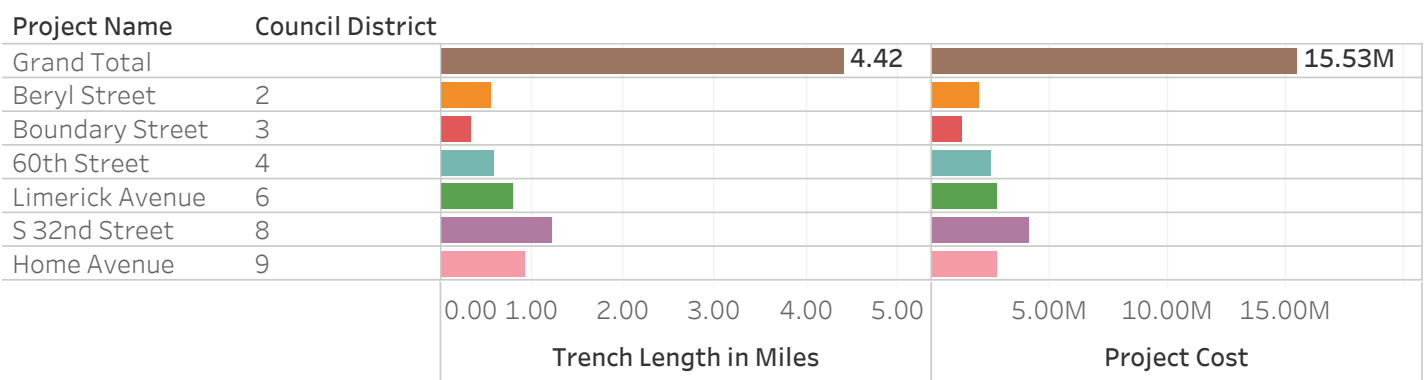 Project Name Council District
Grand Total 4.42 15.53M
Beryl Street 2
Boundary Street 3
60th Street 4
Limerick Avenue 6
S 32nd Street 8
Home Avenue 9
0.00 1.00 2.00 3.00 4.00 5.00 5.00M 10.00M 15.00M
Trench Length in Miles Project Cost